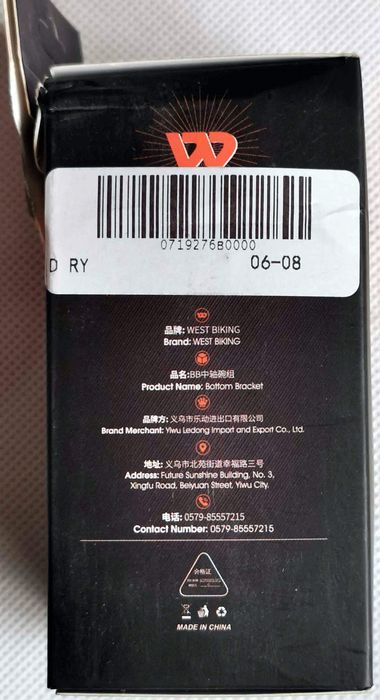 071927680000
D RY 06-08
品牌: WEST BIKING
Brand: WEST BIKING
品名:BB中轴碗组
Product Name: Bottom Bracket
品牌方: 义乌市乐动进出口有限公司
Brand Merchant: Yiwu Ledong Import and Export Co., Ltd.
地址: 义乌市北苑街道幸福路三号
Address: Future Sunshine Building, No. 3,
Xingfu Road, Beiyuan Street, Yiwu City.
电话: 0579-85557215
Contact Number: 0579-85557215
合格证
MADE IN CHINA